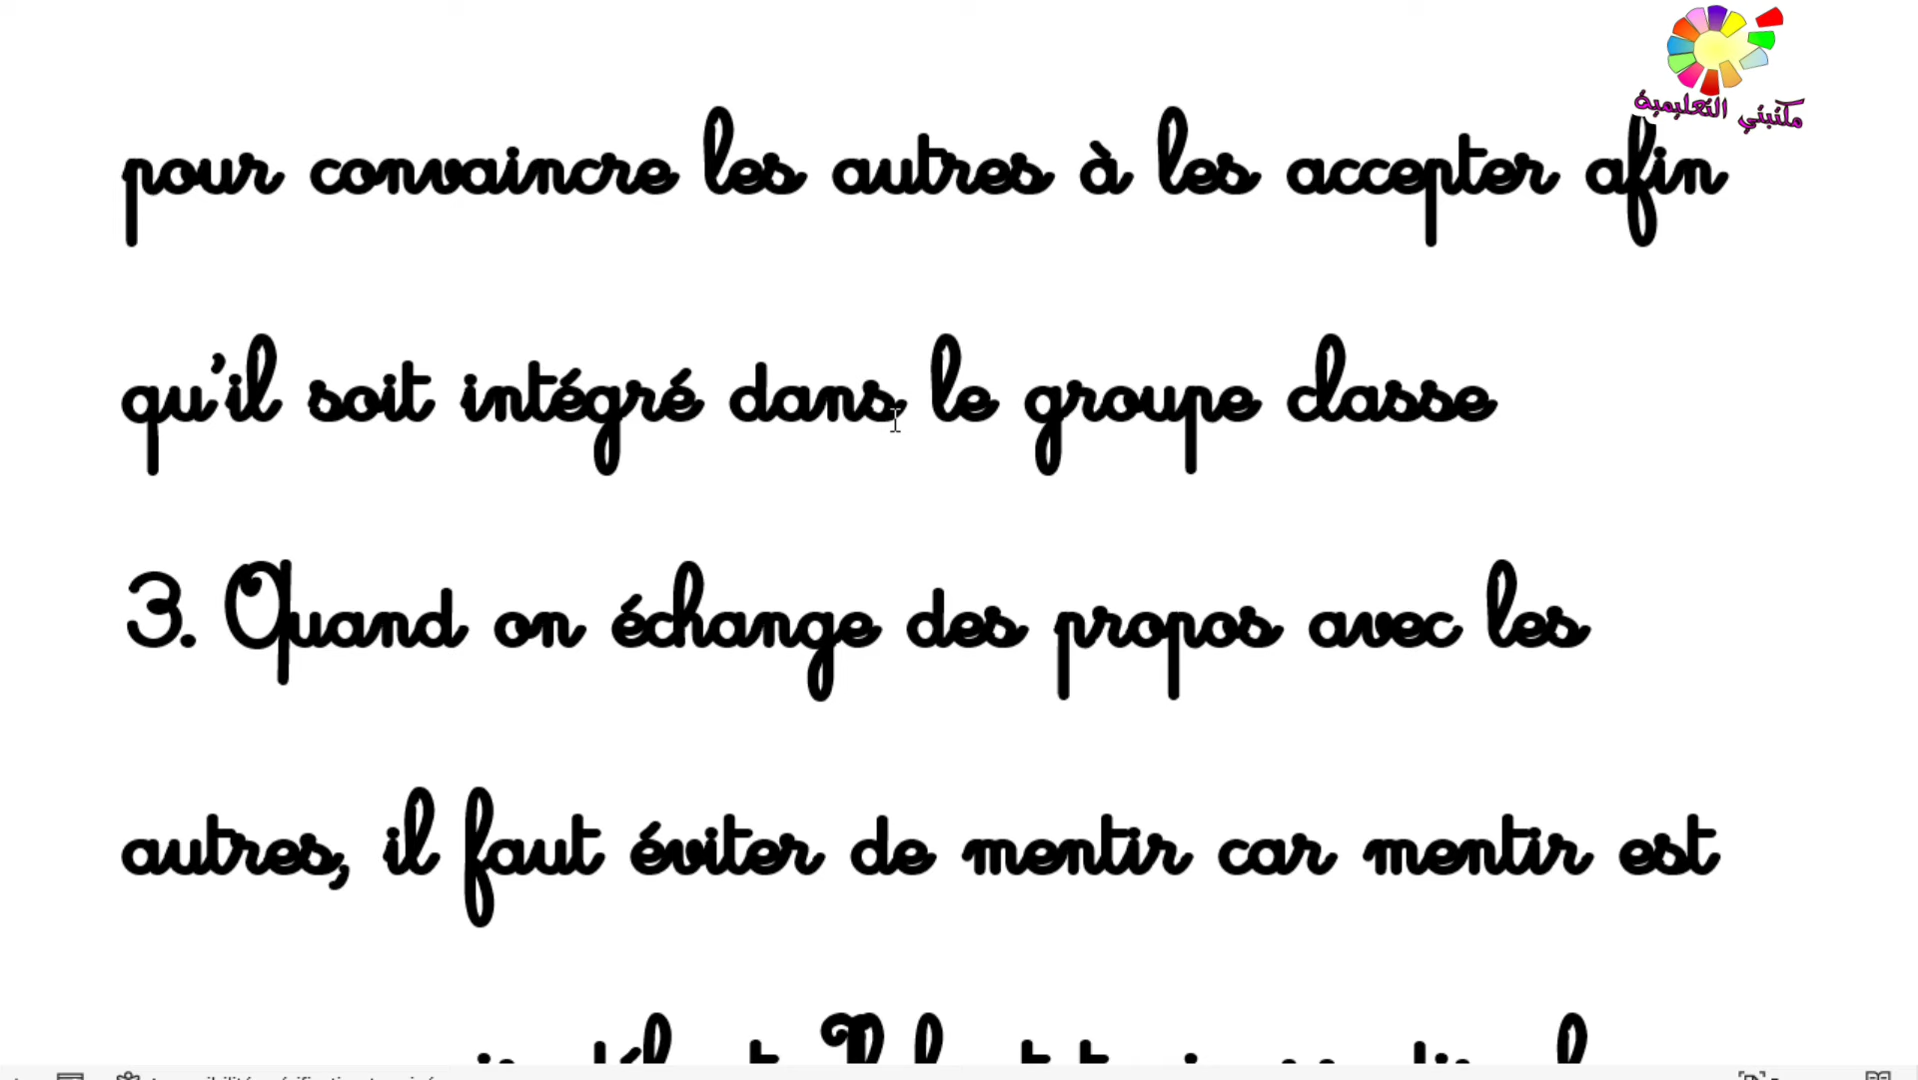 مكتبتي التعليمية
pour convaincre les autres à les accepter afin
qu'il soit intégré dans le groupe classe
3. Quand on échange des propos avec les
autres, il faut éviter de mentir car mentir est